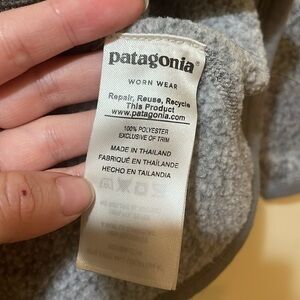 patagonia®
WORN WEAR
Repair, Reuse, Recycle
This Product
www.patagonia.com
100% POLYESTER
EXCLUSIVE OF TRIM
MADE IN THAILAND
FABRIQUÉ EN THAÏLANDE
HECHO EN TAILANDIA